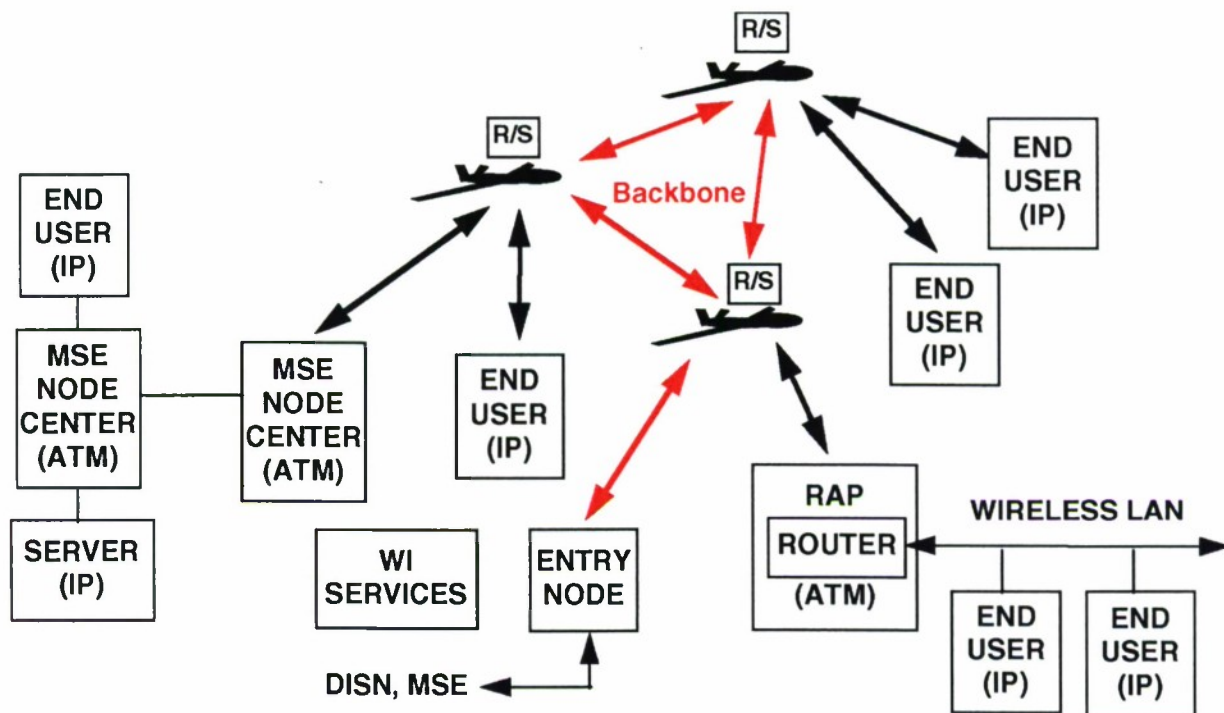 R/S
R/S
Backbone
R/S
END
USER
(IP)
END
USER
(IP)
END
USER
(IP)
MSE
NODE
CENTER
(ATM)
MSE
NODE
CENTER
(ATM)
END
USER
(IP)
SERVER
(IP)
WI
SERVICES
ENTRY
NODE
DISN, MSE
RAP
ROUTER
(ATM)
WIRELESS LAN
END
USER
(IP)
END
USER
(IP)